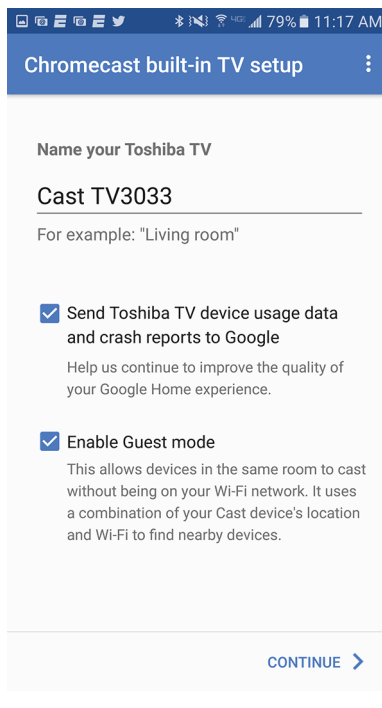 4G 79% 11:17 AM
Chromecast built-in TV setup
Name your Toshiba TV
Cast TV3033
For example: "Living room"
Send Toshiba TV device usage data
and crash reports to Google
Help us continue to improve the quality of
your Google Home experience.
Enable Guest mode
This allows devices in the same room to cast
without being on your Wi-Fi network. It uses
a combination of your Cast device's location
and Wi-Fi to find nearby devices.
CONTINUE